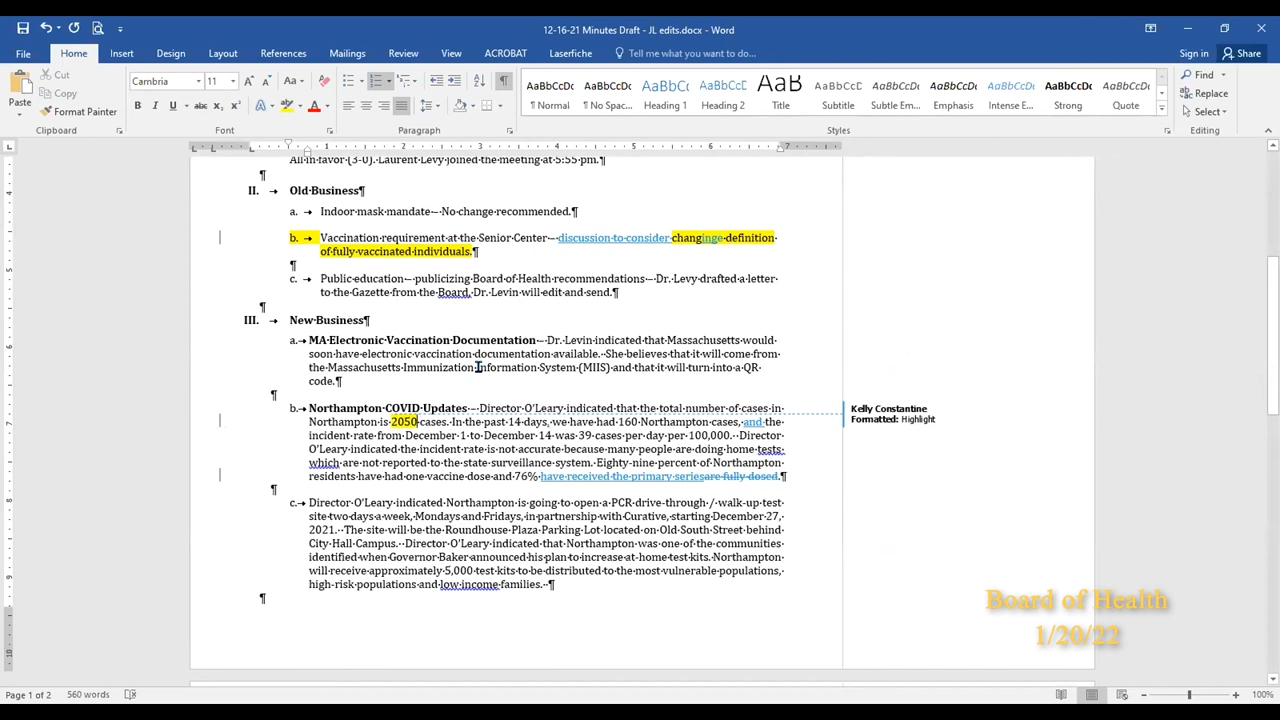 12-16-21 Minutes Draft - JL edits.docx - Word
File Home Insert Design Layout References Mailings Review View ACROBAT Laserfiche Tell me what you want to do... Sign in Share
Cut
Copy
Paste
Format Painter
Clipboard
Cambria 11
Font
Paragraph
AaBbCcDc AaBbCcDc AaBbCc AaBbCcC AaB AaBbCcDc AaBbCcDc AaBbCcDc AaBbCcDc AaBbCcDc AaBbCcDc
¶ Normal ¶ No Spac... Heading 1 Heading 2 Title Subtitle Subtle Em... Emphasis Intense E... Strong Quote
Styles
Find
Replace
Select
Editing
All in favor (3-0). Laurent Levy joined the meeting at 5:55 pm.¶
¶
II. Old Business¶
a. Indoor mask mandate – No change recommended.¶
b. Vaccination requirement at the Senior Center – discussion to consider changinge definition
of fully vaccinated individuals.¶
¶
c. Public education – publicizing Board of Health recommendations – Dr. Levy drafted a letter
to the Gazette from the Board, Dr. Levin will edit and send.¶
¶
III. New Business¶
a. MA Electronic Vaccination Documentation – Dr. Levin indicated that Massachusetts would
soon have electronic vaccination documentation available. She believes that it will come from
the Massachusetts Immunization Information System (MIIS) and that it will turn into a QR
code.¶
¶
b. Northampton COVID Updates – Director O'Leary indicated that the total number of cases in
Northampton is 2050 cases. In the past 14 days, we have had 160 Northampton cases, and the
incident rate from December 1 to December 14 was 39 cases per day per 100,000. Director
O'Leary indicated the incident rate is not accurate because many people are doing home tests
which are not reported to the state surveillance system. Eighty-nine percent of Northampton
residents have had one vaccine dose and 76% have received the primary seriesare fully dosed.¶
¶
c. Director O'Leary indicated Northampton is going to open a PCR drive-through / walk-up test
site two days a week, Mondays and Fridays, in partnership with Curative, starting December 27,
2021. The site will be the Roundhouse Plaza Parking Lot located on Old South Street behind
City Hall Campus. Director O'Leary indicated that Northampton was one of the communities
identified when Governor Baker announced his plan to increase at-home test kits. Northampton
will receive approximately 5,000 test kits to be distributed to the most vulnerable populations,
high-risk populations and low income families. ¶
¶
Kelly Constantine
Formatted: Highlight
Board of Health
1/20/22
Page 1 of 2 560 words 100%